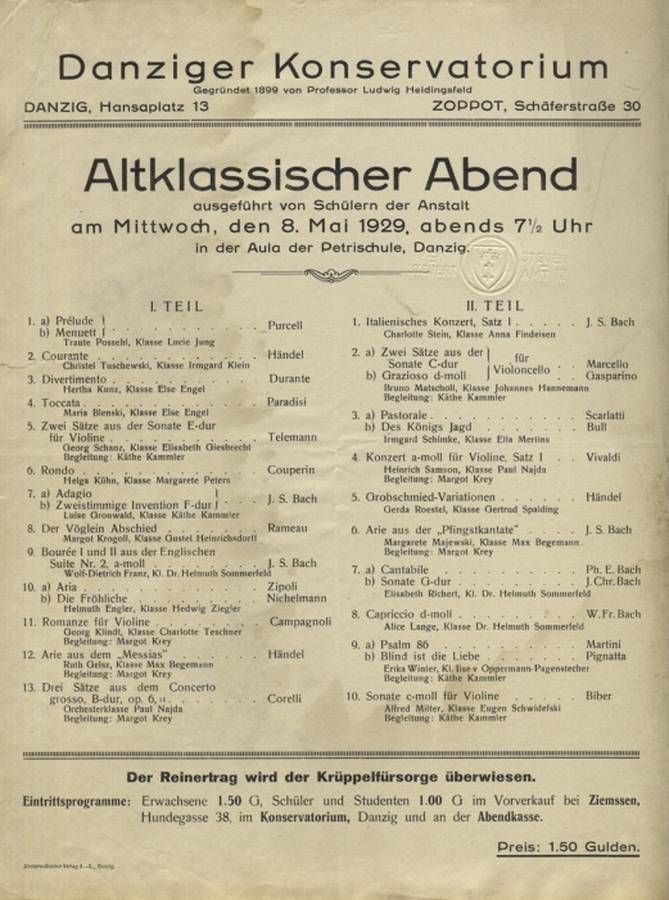 Danziger Konservatorium
Gegründet 1899 von Professor Ludwig Heidingsfeld
DANZIG, Hansaplatz 13 ZOPPOT, Schäferstraße 30
Altklassischer Abend
ausgeführt von Schülern der Anstalt
am Mittwoch, den 8. Mai 1929, abends 7½ Uhr
in der Aula der Petrischule, Danzig.
I. TEIL
1. a) Prélude
b) Menuett . . . . . . . . . . Purcell
Traute Possehl, Klasse Lucie Jung
2. Courante . . . . . . . . . . Händel
Christel Tuschewski, Klasse Irmgard Klein
3. Divertimento . . . . . . . . . . Durante
Hertha Kunz, Klasse Else Engel
4. Toccata . . . . . . . . . . Paradisi
Maria Blenski, Klasse Else Engel
5. Zwei Sätze aus der Sonate E-dur
für Violine . . . . . . . . . . Telemann
Georg Schanz, Klasse Elisabeth Giesbrecht
Begleitung: Käthe Kammler
6. Rondo . . . . . . . . . . Couperin
Helga Kühn, Klasse Margarete Peters
7. a) Adagio
b) Zweistimmige Invention F-dur . . . J. S. Bach
Luise Gronwald, Klasse Käthe Kammler
8. Der Vöglein Abschied . . . . . . . Rameau
Margot Krogoll, Klasse Gustel Heinrichsdorff
9. Bourée I und II aus der Englischen
Suite Nr. 2, a-moll . . . . . . . J. S. Bach
Wolf-Dietrich Franz, Kl. Dr. Helmuth Sommerfeld
10. a) Aria . . . . . . . . . . Zipoli
b) Die Fröhliche . . . . . . . . . Nichelmann
Helmuth Engler, Klasse Hedwig Ziegler
11. Romanze für Violine . . . . . . . Campagnoli
Georg Klindt, Klasse Charlotte Teschner
Begleitung: Margot Krey
12. Arie aus dem „Messias“ . . . . . . Händel
Ruth Geisz, Klasse Max Begemann
Begleitung: Margot Krey
13. Drei Sätze aus dem Concerto
grosso, B-dur, op. 6, . . . . . . . Corelli
Orchesterklasse Paul Najda
Begleitung: Margot Krey
II. TEIL
1. Italienisches Konzert, Satz I . . . . . J. S. Bach
Charlotte Stein, Klasse Anna Findeisen
2. a) Zwei Sätze aus der
Sonate C-dur für . . Marcello
b) Grazioso d-moll Violoncello . . Gasparino
Bruno Matscholl, Klasse Johannes Hannemann
Begleitung: Käthe Kammler
3. a) Pastorale . . . . . . . . . . Scarlatti
b) Des Königs Jagd . . . . . . . Bull
Irmgard Schimke, Klasse Ella Mertins
4. Konzert a-moll für Violine, Satz I . . . Vivaldi
Heinrich Samson, Klasse Paul Najda
Begleitung: Margot Krey
5. Grobschmied-Variationen . . . . . Händel
Gerda Roestel, Klasse Gertrud Spalding
6. Arie aus der „Pfingstkantate“ . . . . J. S. Bach
Margarete Majewski, Klasse Max Begemann
Begleitung: Margot Krey
7. a) Cantabile . . . . . . . . . . Ph. E. Bach
b) Sonate G-dur . . . . . . . . J. Chr. Bach
Elisabeth Richert, Kl. Dr. Helmuth Sommerfeld
8. Capriccio d-moll . . . . . . . . W. Fr. Bach
Alice Lange, Klasse Dr. Helmuth Sommerfeld
9. a) Psalm 86 . . . . . . . . . . Martini
b) Blind ist die Liebe . . . . . . . Pignatta
Erika Winter, Kl. Ilse v Oppermann-Pagenstecher
Begleitung: Käthe Kammler
10. Sonate c-moll für Violine . . . . . . Biber
Alfred Milter, Klasse Eugen Schwidefski
Begleitung: Käthe Kammler
Der Reinertrag wird der Krüppelfürsorge überwiesen.
Eintrittsprogramme: Erwachsene 1.50 G, Schüler und Studenten 1.00 G im Vorverkauf bei Ziemssen,
Hundegasse 38, im Konservatorium, Danzig und an der Abendkasse.
Preis: 1.50 Gulden.